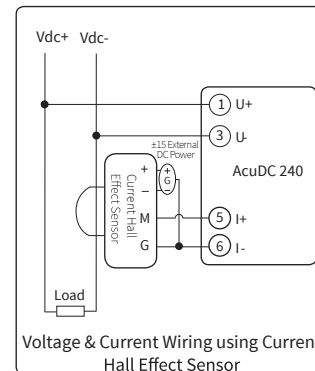 Vdc+ Vdc-
1 U+
3 U-
±15 External
DC Power
AcuDC 240
Current Hall
Effect Sensor
+
−
M
G
+
G
−
5 I+
6 I-
Load
Voltage & Current Wiring using Curren
Hall Effect Sensor